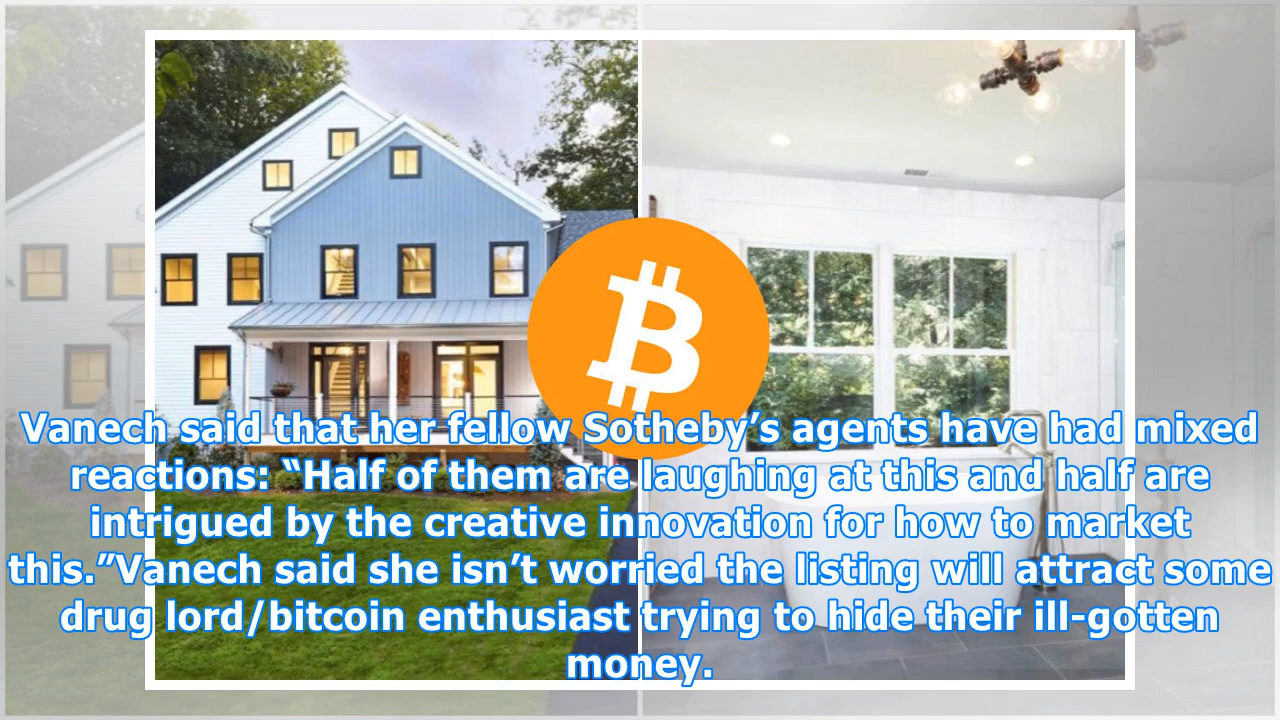 Vanech said that her fellow Sotheby’s agents have had mixed
reactions: “Half of them are laughing at this and half are
intrigued by the creative innovation for how to market
this.”Vanech said she isn’t worried the listing will attract some
drug lord/bitcoin enthusiast trying to hide their ill-gotten
money.